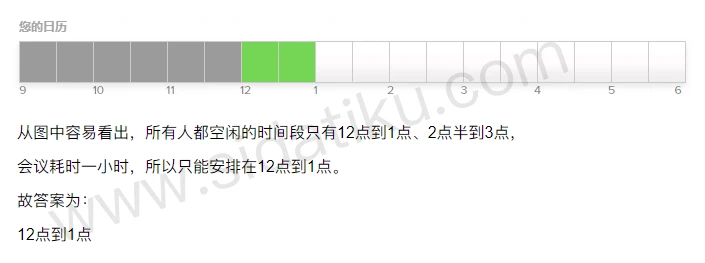 您的日历
9 10 11 12 1 2 3 4 5 6
从图中容易看出，所有人都空闲的时间段只有12点到1点、2点半到3点，
会议耗时一小时，所以只能安排在12点到1点。
故答案为：
12点到1点
www.sidatiku.com